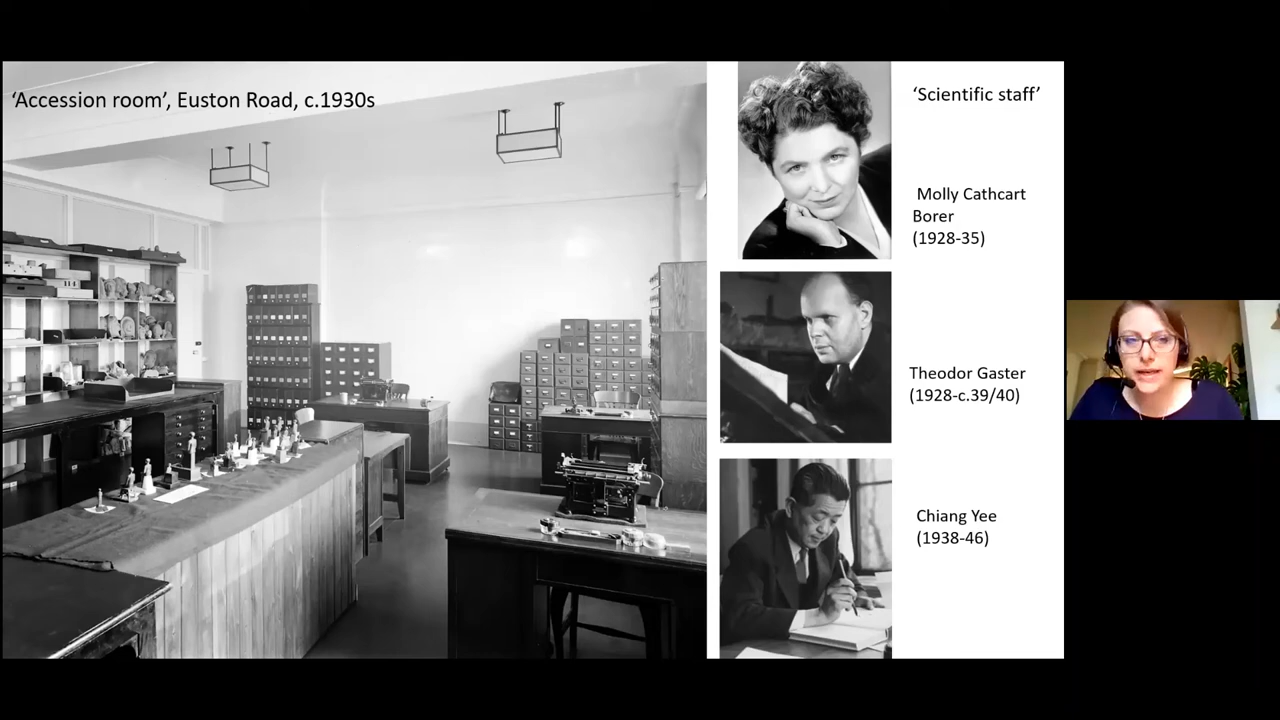 ‘Accession room’, Euston Road, c.1930s
‘Scientific staff’
Molly Cathcart
Borer
(1928-35)
Theodor Gaster
(1928-c.39/40)
Chiang Yee
(1938-46)